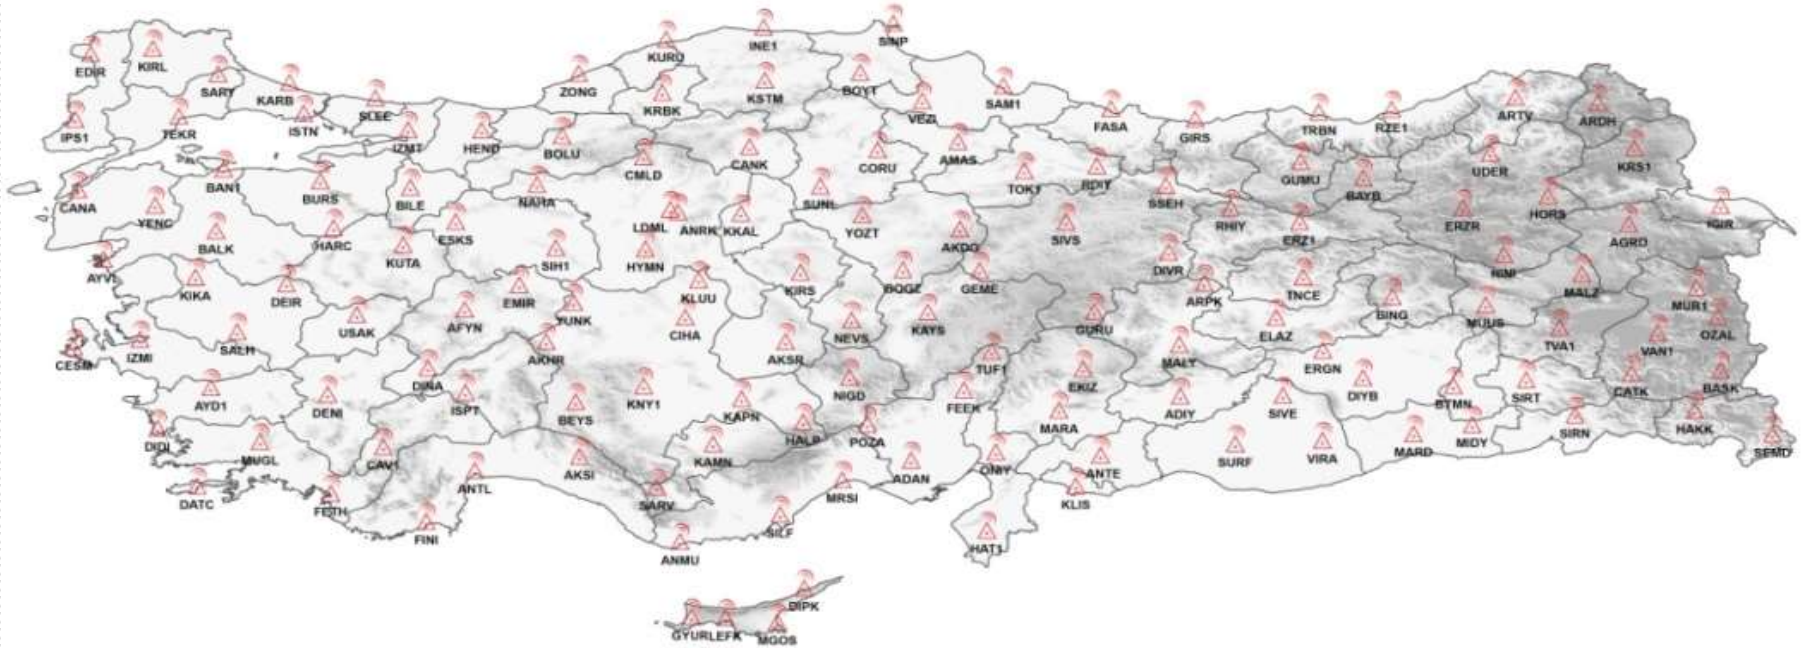 SINP
INE1
KURU
EDIR
KIRL
SARY
KARB
ZONG
KSTM
BOYT
KRBK
SAM1
IPS1
TEKR
ISTN
SLEE
VEZI
FASA
GIRS
TRBN
RZE1
ARTV
ARDH
IZMT
HEND
BOLU
CANK
CORU
AMAS
CMLD
TOK1
RDIY
GUMU
BAYB
UDER
KRS1
BAN1
BURS
CANA
BILE
NAHA
SUNL
SSEH
YENC
BALK
HARC
ESKS
LDML
ANRK
KKAL
YOZT
AKDG
SIVS
RHIY
ERZ1
ERZR
HORS
AGRD
IGIR
AYVL
KUTA
SIH1
HYMN
DIVR
HINI
KIKA
DEIR
EMIR
KLUU
KIRS
BOGZ
GEME
ARPK
TNCE
MALZ
MUR1
USAK
AFYN
YUNK
CIHA
NEVS
KAYS
GURU
ELAZ
BING
MUUS
OZAL
CESM
IZMI
SALH
AKHR
AKSR
TUF1
MALY
ERGN
TVA1
VAN1
AYD1
DENI
DINA
ISPT
BEYS
KNY1
KAPN
NIGD
FEEK
EKIZ
ADIY
SIVE
DIYB
BTMN
SIRT
CATK
BASK
DIDI
MUGL
CAV1
AKSI
KAMN
HALP
POZA
MARA
ANTE
SURF
VIRA
MARD
MIDY
SIRN
HAKK
SEMD
DATC
FETH
FINI
ANTL
SARV
ANMU
SILF
MRSI
ADAN
ONIY
KLIS
HAT1
DIPK
GYUR
LEFK
MGOS